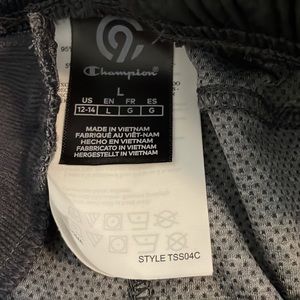 C9
Champion
L
US EN FR ES
12-14 L G G
MADE IN VIETNAM
FABRIQUÉ AU VIÊT-NAM
HECHO EN VIETNAM
FABBRICATO IN VIETNAM
HERGESTELLT IN VIETNAM
STYLE TSS04C